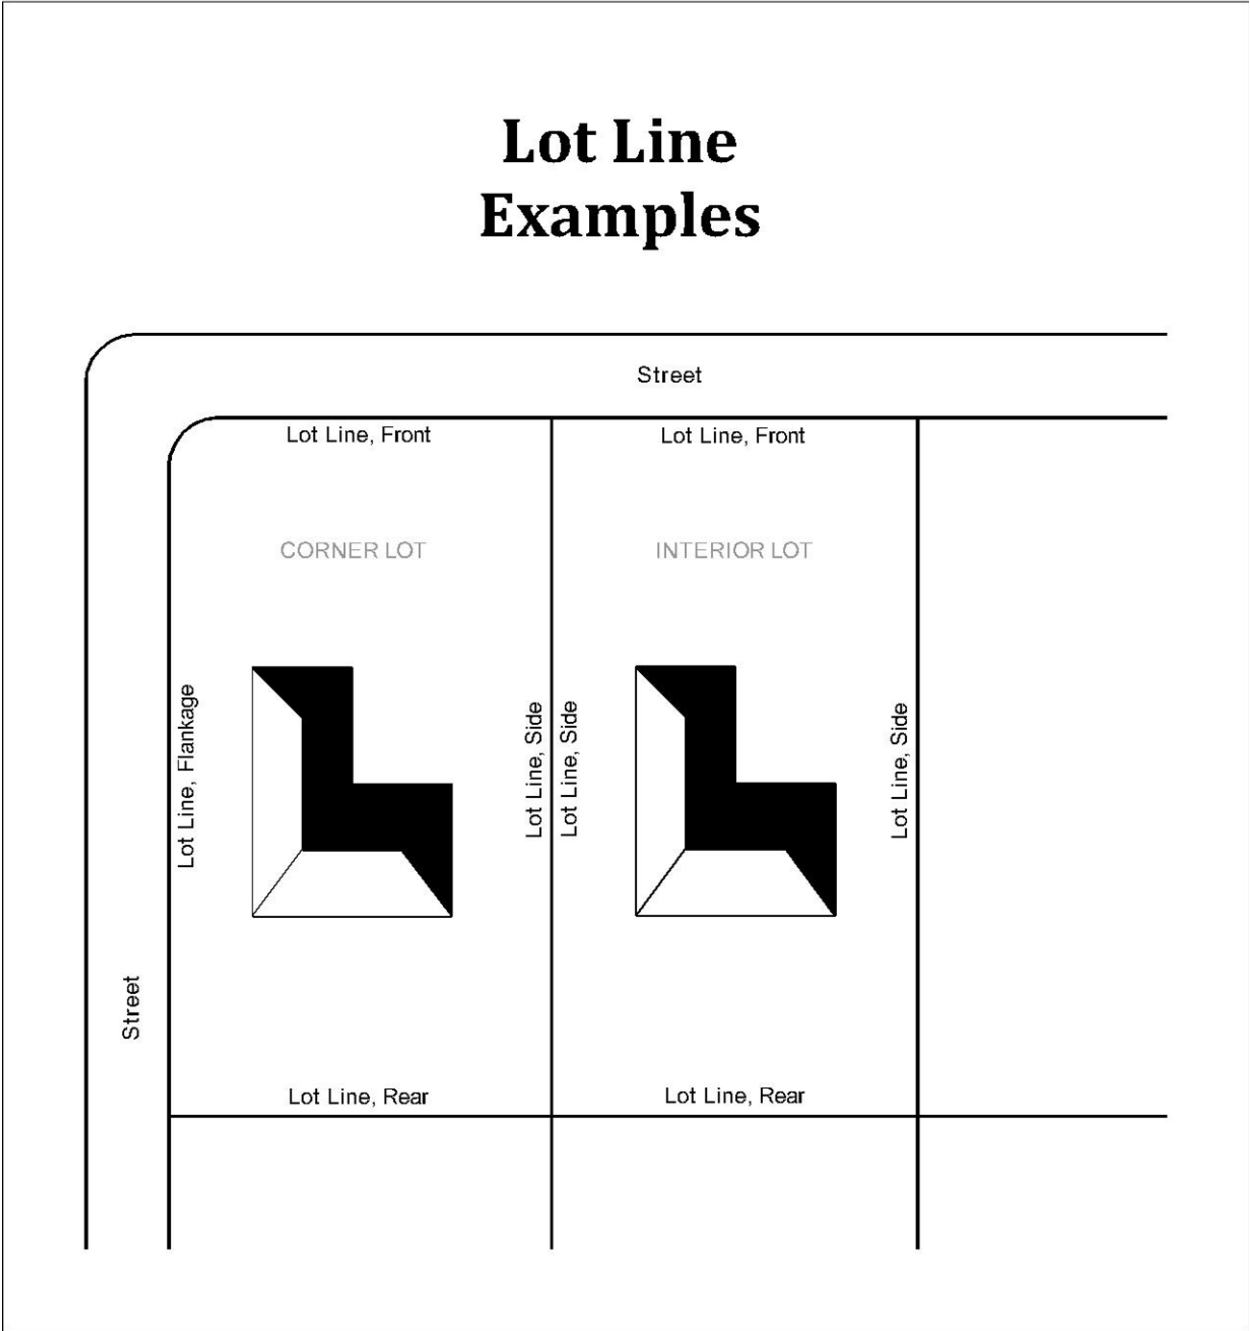 Lot Line
Examples
Street
Lot Line, Front
Lot Line, Front
CORNER LOT
INTERIOR LOT
Lot Line, Flankage
Lot Line, Side
Lot Line, Side
Lot Line, Side
Street
Lot Line, Rear
Lot Line, Rear